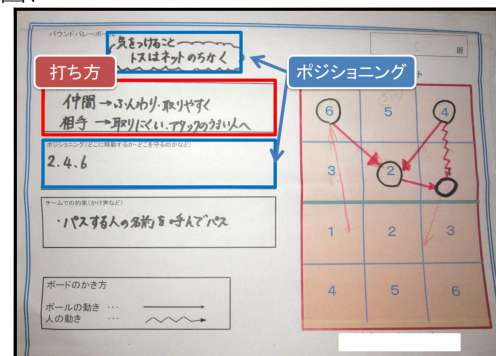 バウンドバレーボール
気をつけること
トスはネットのちかく
班
打ち方
ポジショニング
仲間→ふんわり・取りやすく
相手→取りにくい・アタックのうまい人へ
ポジショニング(どこに移動するか・どこを守るのかなど)
2.4.6
チームでの約束(かけ声など)
・パスする人の名前を呼んでパス
ボードのかき方
ボールの動き …
人の動き …
6 5 4
3 2
1 2 3
4 5 6